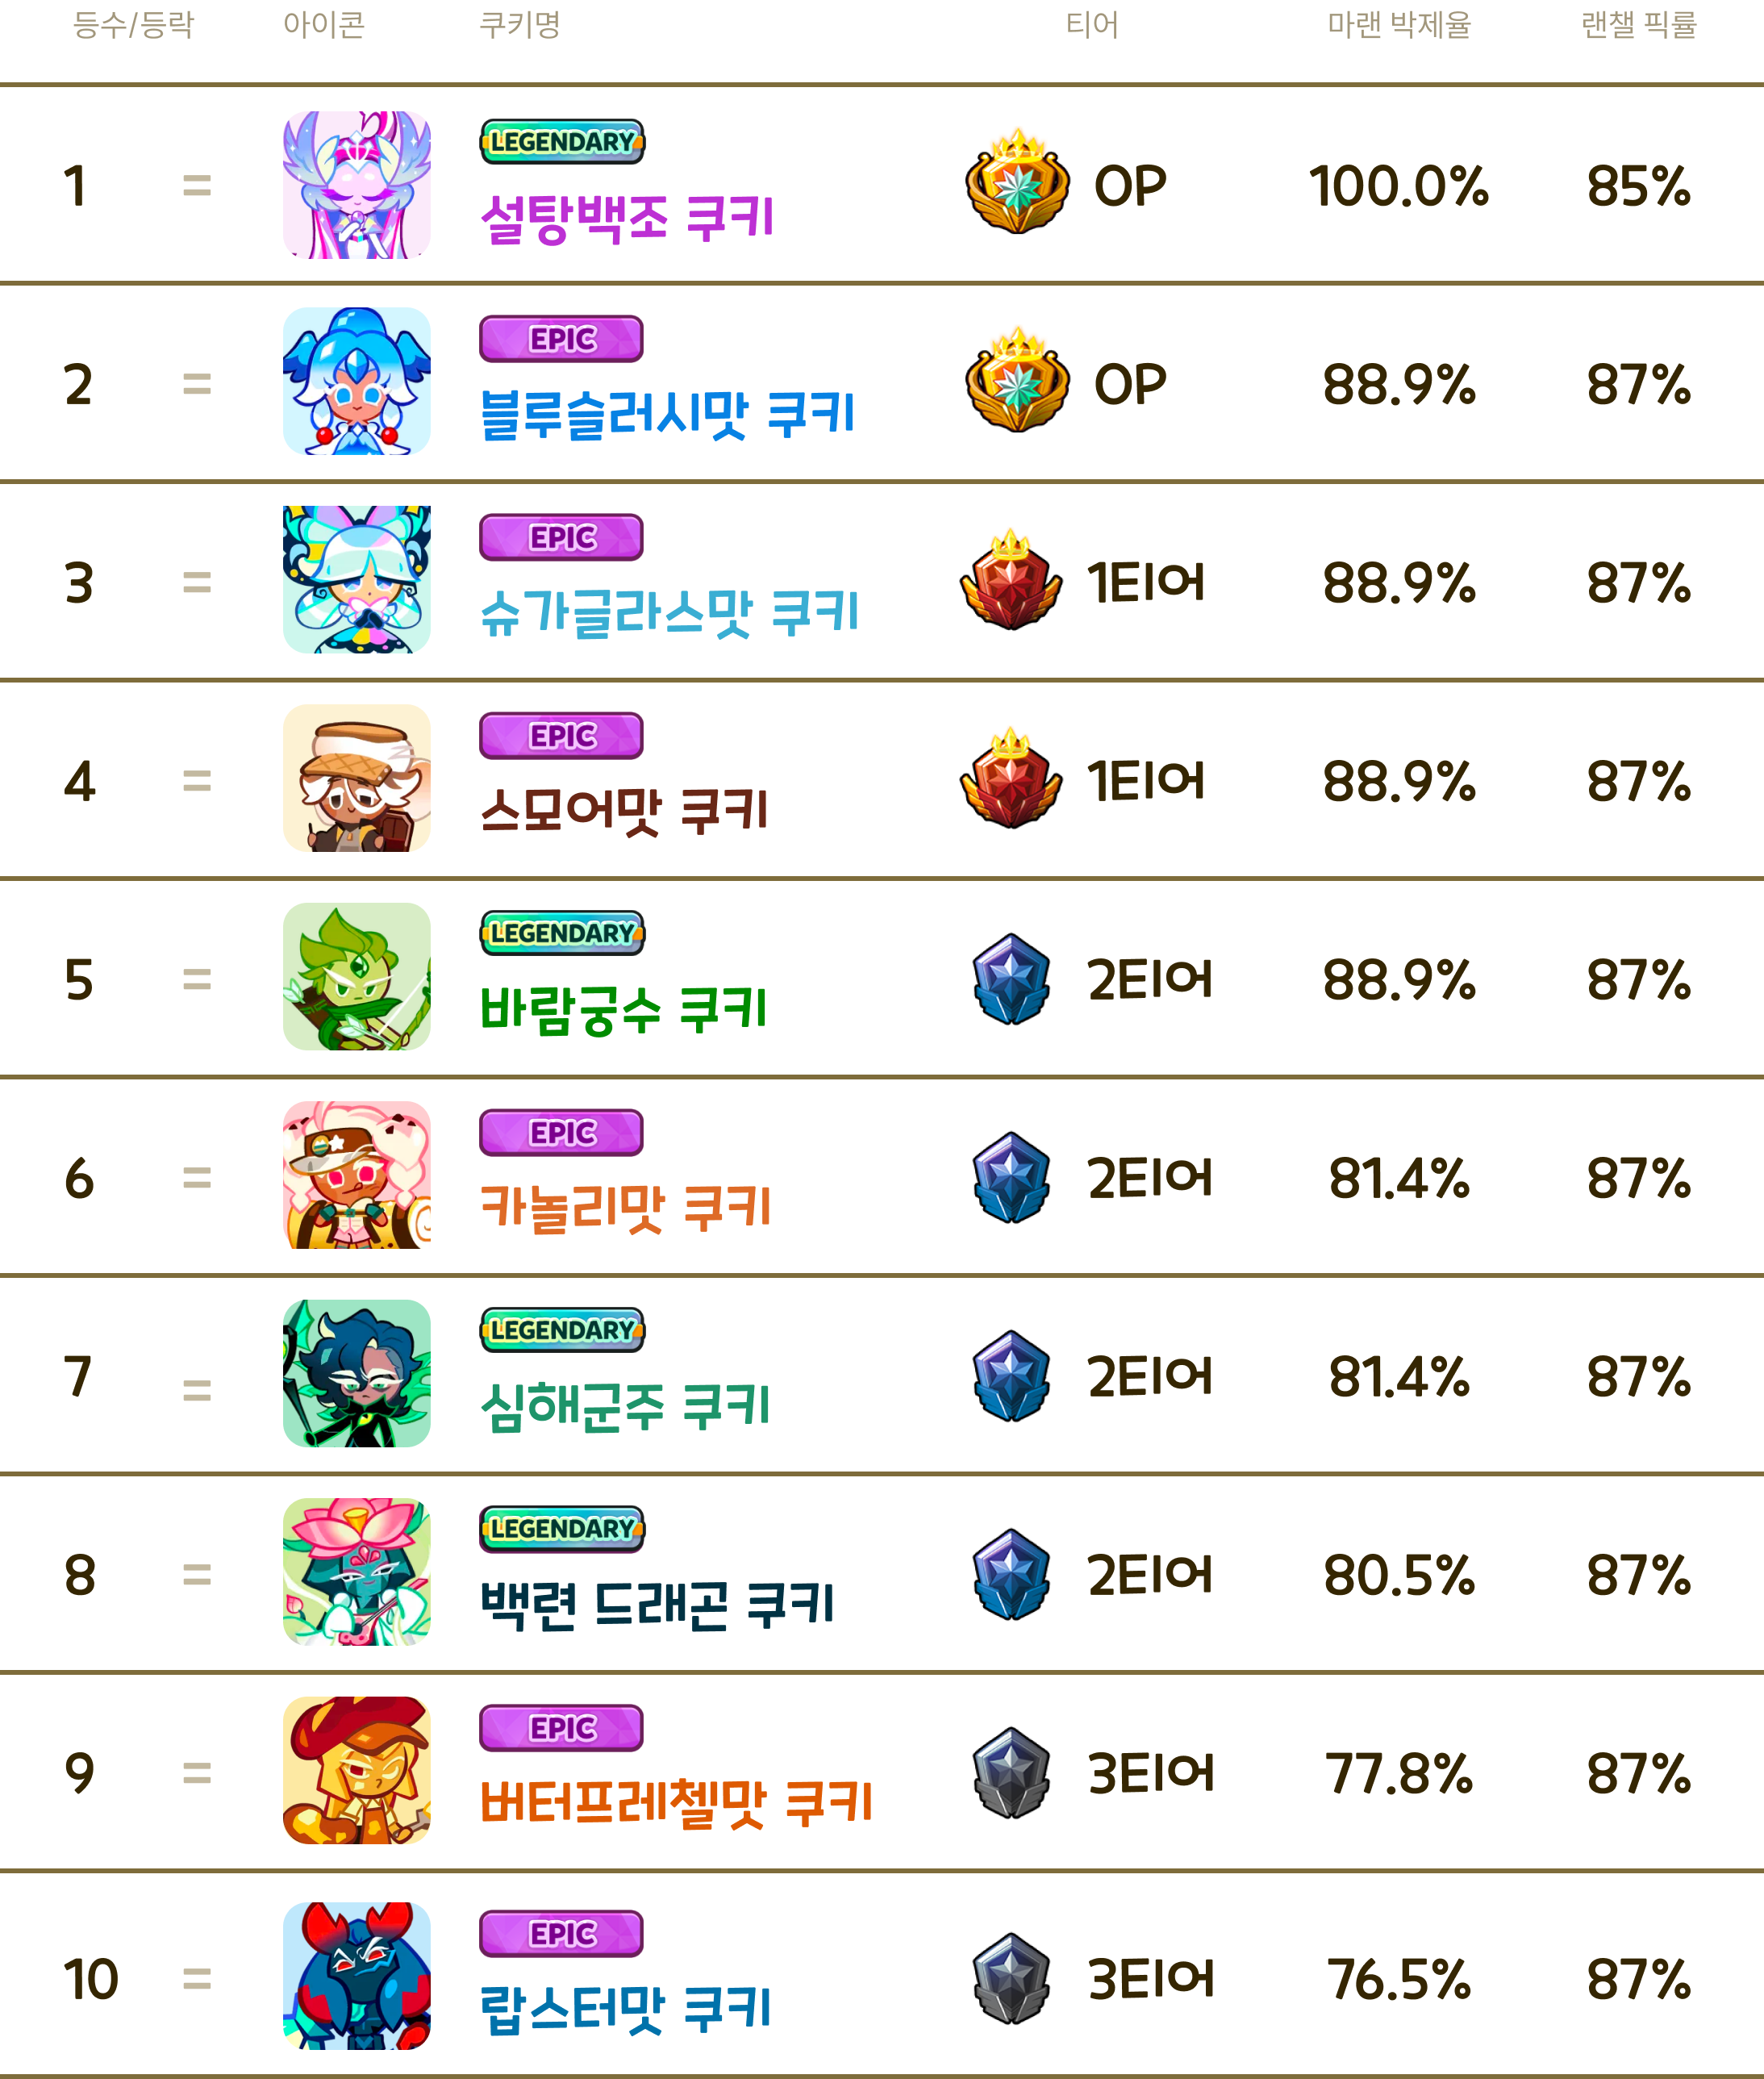 등수/등락 아이콘 쿠키명 티어 마랜 박제율 랜챌 픽률
LEGENDARY
1 = 설탕백조 쿠키 OP 100.0% 85%
EPIC
2 = 블루슬러시맛 쿠키 OP 88.9% 87%
EPIC
3 = 슈가글라스맛 쿠키 1티어 88.9% 87%
EPIC
4 = 스모어맛 쿠키 1티어 88.9% 87%
LEGENDARY
5 = 바람궁수 쿠키 2티어 88.9% 87%
EPIC
6 = 카놀리맛 쿠키 2티어 81.4% 87%
LEGENDARY
7 = 심해군주 쿠키 2티어 81.4% 87%
LEGENDARY
8 = 백련 드래곤 쿠키 2티어 80.5% 87%
EPIC
9 = 버터프레첼맛 쿠키 3티어 77.8% 87%
EPIC
10 = 랍스터맛 쿠키 3티어 76.5% 87%